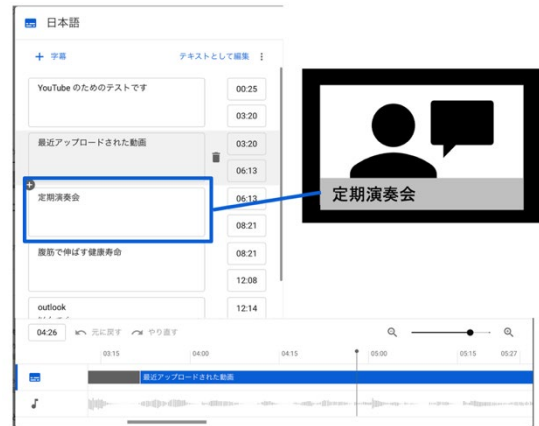 日本語
+ 字幕
テキストとして編集
YouTube のためのテストです
00:25
03:20
最近アップロードされた動画
03:20
06:13
定期演奏会
06:13
08:21
定期演奏会
腹筋で伸ばす健康寿命
08:21
12:08
outlook
12:14
04:26 元に戻す やり直す
03:15 04:00 04:15 05:00 05:15 05:27
最近アップロードされた動画